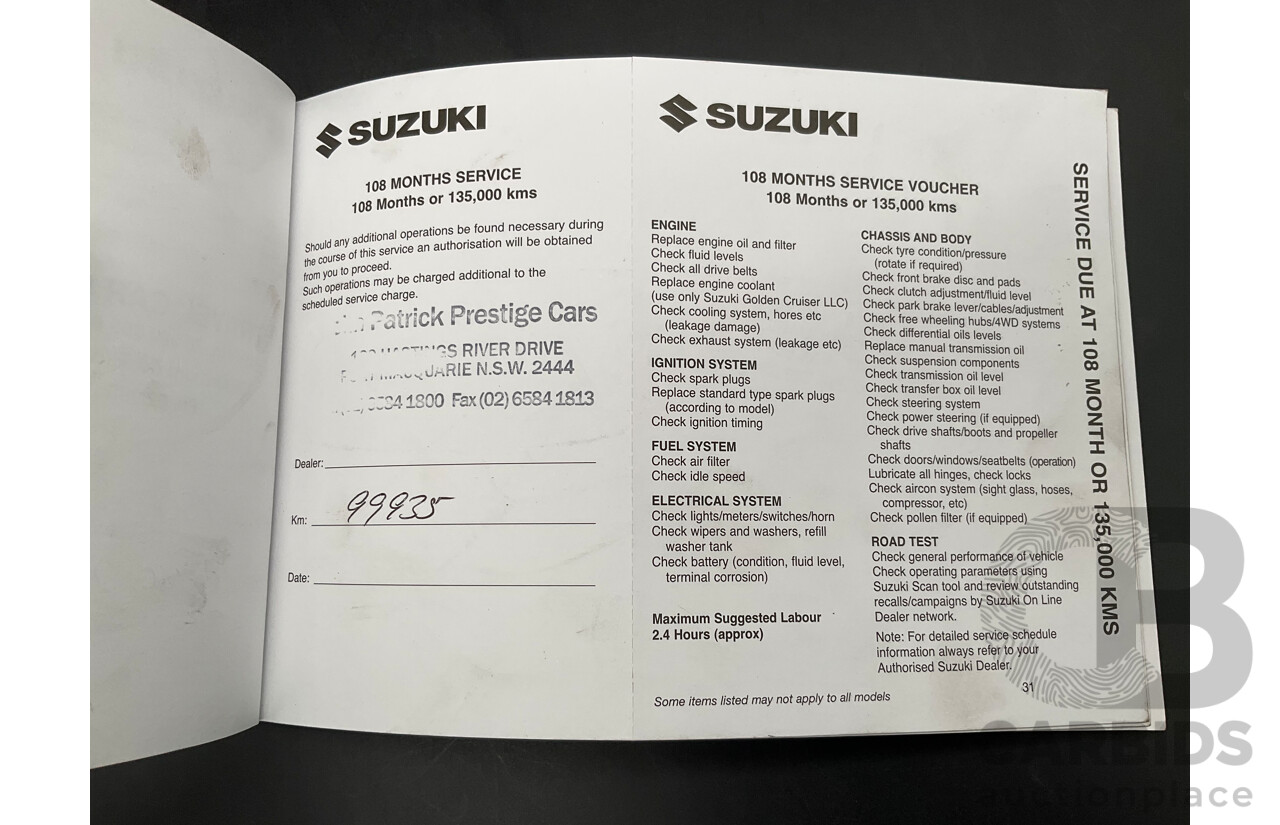 SUZUKI
108 MONTHS SERVICE
108 Months or 135,000 kms
Should any additional operations be found necessary during
the course of this service an authorisation will be obtained
from you to proceed.
Such operations may be charged additional to the
scheduled service charge.
Patrick Prestige Cars
HASTINGS RIVER DRIVE
MACQUARIE N.S.W. 2444
6584 1800 Fax (02) 6584 1813
Dealer:
Km: 99935
Date:
SUZUKI
108 MONTHS SERVICE VOUCHER
108 Months or 135,000 kms
ENGINE
Replace engine oil and filter
Check fluid levels
Check all drive belts
Replace engine coolant
(use only Suzuki Golden Cruiser LLC)
Check cooling system, hores etc
(leakage damage)
Check exhaust system (leakage etc)
IGNITION SYSTEM
Check spark plugs
Replace standard type spark plugs
(according to model)
Check ignition timing
FUEL SYSTEM
Check air filter
Check idle speed
ELECTRICAL SYSTEM
Check lights/meters/switches/horn
Check wipers and washers, refill
washer tank
Check battery (condition, fluid level,
terminal corrosion)
Maximum Suggested Labour
2.4 Hours (approx)
CHASSIS AND BODY
Check tyre condition/pressure
(rotate if required)
Check front brake disc and pads
Check clutch adjustment/fluid level
Check park brake lever/cables/adjustment
Check free wheeling hubs/4WD systems
Check differential oils levels
Replace manual transmission oil
Check suspension components
Check transmission oil level
Check transfer box oil level
Check steering system
Check power steering (if equipped)
Check drive shafts/boots and propeller
shafts
Check doors/windows/seatbelts (operation)
Lubricate all hinges, check locks
Check aircon system (sight glass, hoses,
compressor, etc)
Check pollen filter (if equipped)
ROAD TEST
Check general performance of vehicle
Check operating parameters using
Suzuki Scan tool and review outstanding
recalls/campaigns by Suzuki On Line
Dealer network.
Note: For detailed service schedule
information always refer to your
Authorised Suzuki Dealer.
31
Some items listed may not apply to all models
SERVICE DUE AT 108 MONTH OR 135,000 KMS
CARBIDS
auctionplace